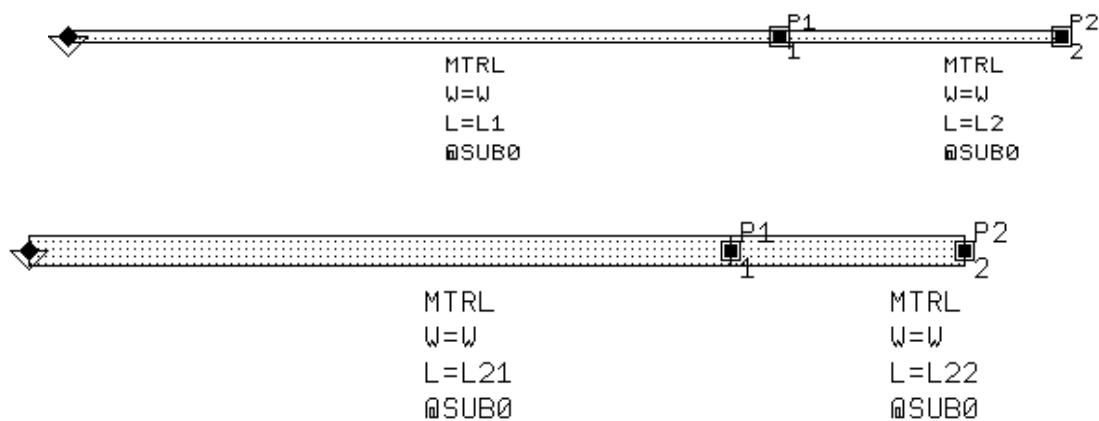 P1 P2
1 2
MTRL MTRL
W=W W=W
L=L1 L=L2
@SUB0 @SUB0
P1 P2
1 2
MTRL MTRL
W=W W=W
L=L21 L=L22
@SUB0 @SUB0